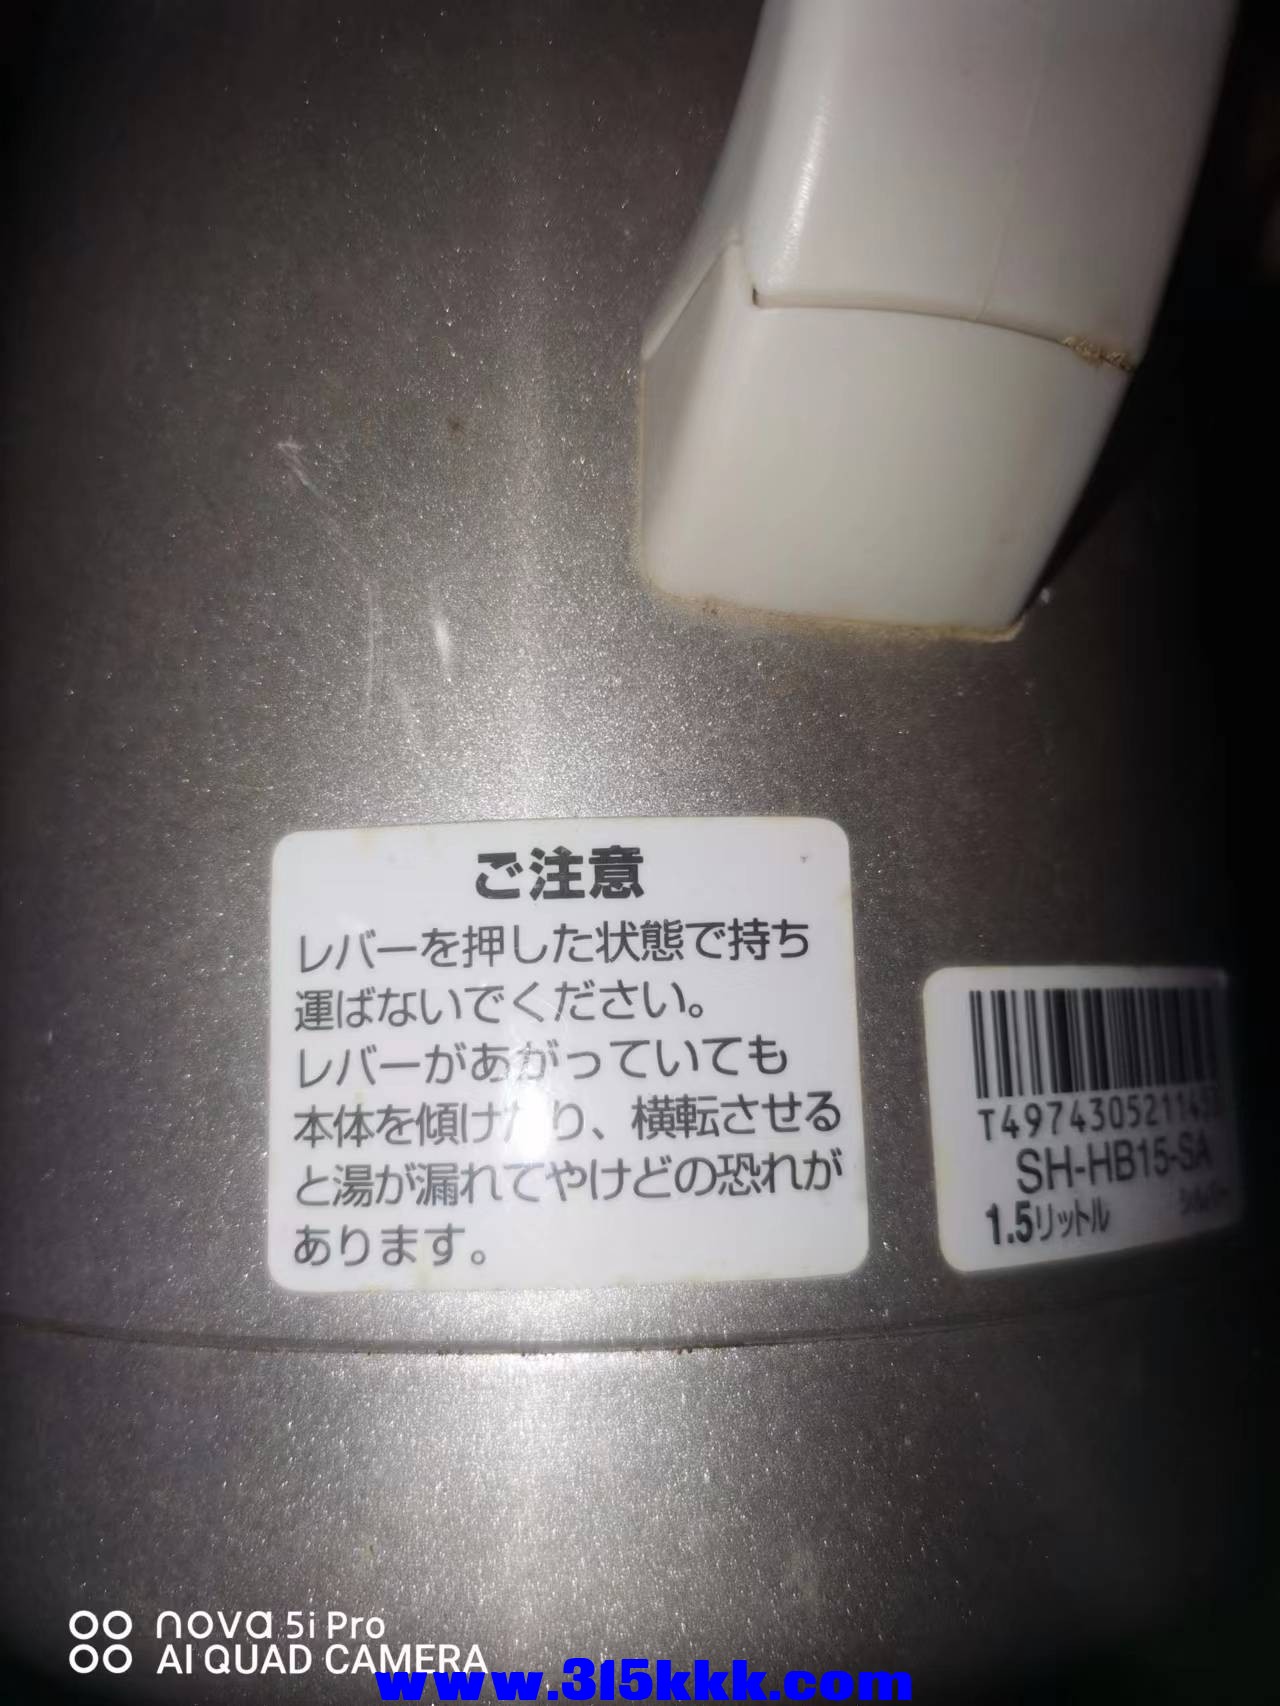 ご注意
レバーを押した状態で持ち
運ばないでください。
レバーがあがっていても
本体を傾けたり、横転させる
と湯が漏れてやけどの恐れが
あります。
SH-HB15-SA
1.5リットル
nova 5i Pro
AI QUAD CAMERA
www.315kkk.com